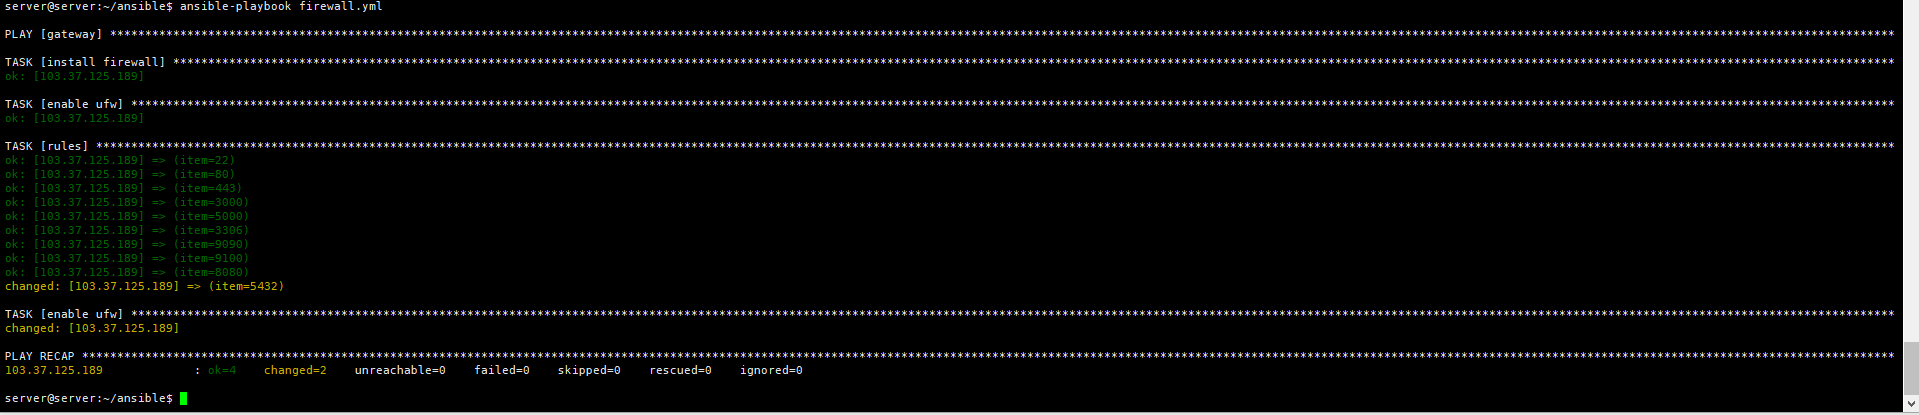 server@server:~/ansible$ ansible-playbook firewall.yml
PLAY [gateway] ****************************************************************************************************************************************************************************************************************************************************************
TASK [install firewall] *******************************************************************************************************************************************************************************************************************************************************
ok: [103.37.125.189]
TASK [enable ufw] *************************************************************************************************************************************************************************************************************************************************************
ok: [103.37.125.189]
TASK [rules] ******************************************************************************************************************************************************************************************************************************************************************
ok: [103.37.125.189] => (item=22)
ok: [103.37.125.189] => (item=80)
ok: [103.37.125.189] => (item=443)
ok: [103.37.125.189] => (item=3000)
ok: [103.37.125.189] => (item=5000)
ok: [103.37.125.189] => (item=3306)
ok: [103.37.125.189] => (item=9090)
ok: [103.37.125.189] => (item=9100)
ok: [103.37.125.189] => (item=8080)
changed: [103.37.125.189] => (item=5432)
TASK [enable ufw] *************************************************************************************************************************************************************************************************************************************************************
changed: [103.37.125.189]
PLAY RECAP ********************************************************************************************************************************************************************************************************************************************************************
103.37.125.189             : ok=4    changed=2    unreachable=0    failed=0    skipped=0    rescued=0    ignored=0
server@server:~/ansible$